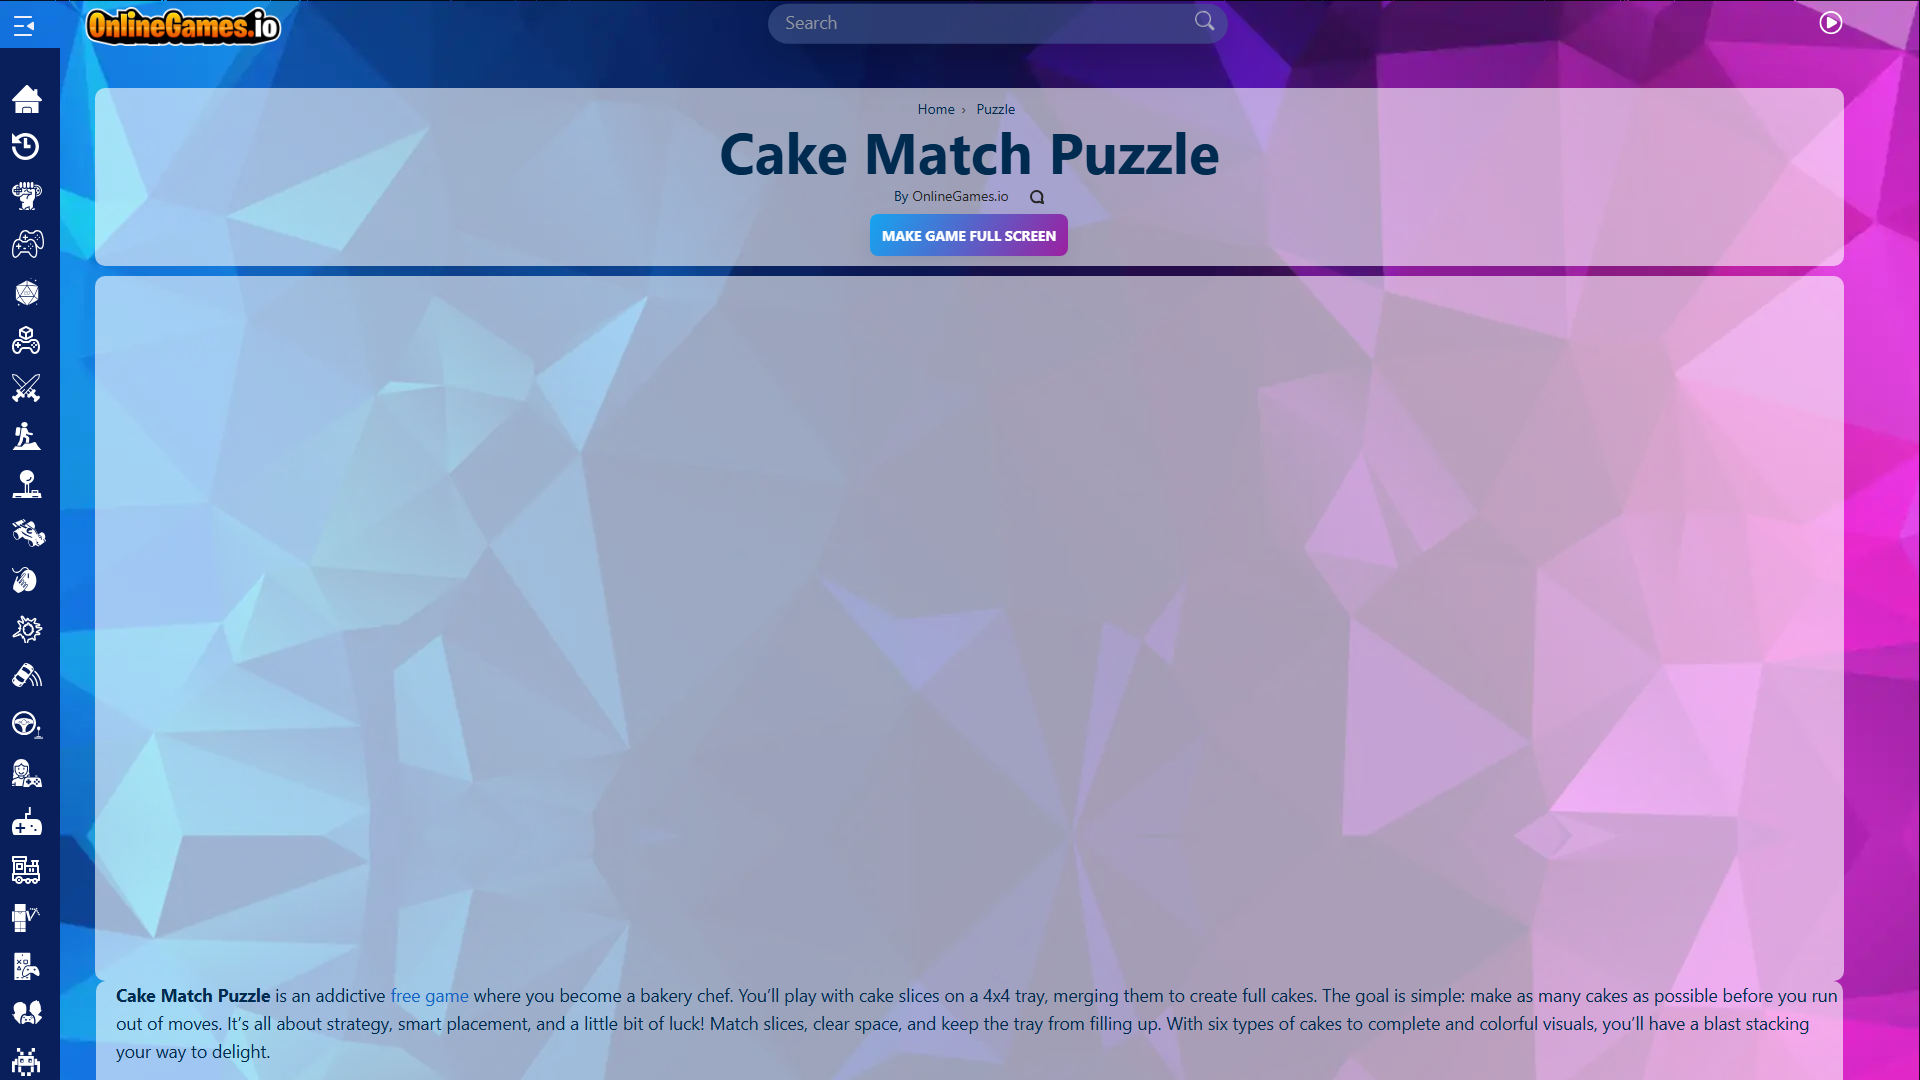 OnlineGames.io
Search
Home › Puzzle
Cake Match Puzzle
By OnlineGames.io
MAKE GAME FULL SCREEN
Cake Match Puzzle is an addictive free game where you become a bakery chef. You’ll play with cake slices on a 4x4 tray, merging them to create full cakes. The goal is simple: make as many cakes as possible before you run
out of moves. It’s all about strategy, smart placement, and a little bit of luck! Match slices, clear space, and keep the tray from filling up. With six types of cakes to complete and colorful visuals, you’ll have a blast stacking
your way to delight.